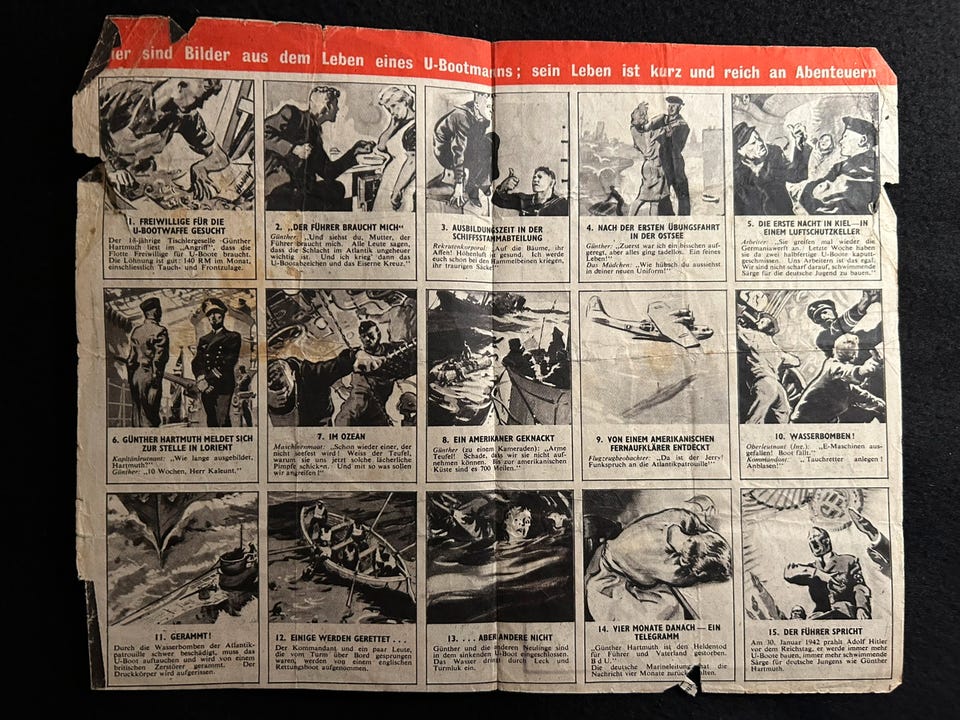 ier sind Bilder aus dem Leben eines U-Bootmanns; sein Leben ist kurz und reich an Abenteuern
1. FREIWILLIGE FÜR DIE
U-BOOTWAFFE GESUCHT
Der 18-jährige Tischlergeselle Günther
Hartmuth liest im „Angriff", dass die
Flotte Freiwillige für U-Boote braucht.
Die Löhnung ist gut: 140 RM im Monat,
einschliesslich Tauch- und Frontzulage.
2. „DER FÜHRER BRAUCHT MICH"
Günther: „Und siehst du, Mutter, der
Führer braucht mich. Alle Leute sagen,
dass die Schlacht im Atlantik ungeheuer
wichtig ist. Und ich krieg' dann das
U-Bootabzeichen und das Eiserne Kreuz."
3. AUSBILDUNGSZEIT IN DER
SCHIFFSSTAMMABTEILUNG
Rekrutenkorporal: „Auf die Bäume, ihr
Affen! Höhenluft ist gesund. Ich werde
euch schon bei den Hammelbeinen kriegen,
ihr traurigen Säcke!"
4. NACH DER ERSTEN ÜBUNGSFAHRT
IN DER OSTSEE
Günther: „Zuerst war ich ein bisschen auf-
geregt, aber alles ging tadellos. Ein feines
Leben!"
Das Mädchen: „Wie hübsch du aussiehst
in deiner neuen Uniform!"
5. DIE ERSTE NACHT IN KIEL—IN
EINEM LUFTSCHUTZKELLER
Arbeiter: „Sie greifen mal wieder die
Germaniawerft an. Letzte Woche haben
sie da zwei halbfertige U-Boote kaputt-
geschmissen. Uns Arbeitern ist das egal.
Wir sind nicht scharf darauf, schwimmende
Särge für die deutsche Jugend zu bauen."
6. GÜNTHER HARTMUTH MELDET SICH
ZUR STELLE IN LORIENT
Kapitänleutnant: „Wie lange ausgebildet,
Hartmuth?"
Günther: „10 Wochen, Herr Kaleunt."
7. IM OZEAN
Maschinenmaat: „Schon wieder einer, der
nicht seefest wird! Weiss der Teufel,
warum sie uns jetzt solche lächerliche
Pimpfe schicken. Und mit so was sollen
wir angreifen!"
8. EIN AMERIKANER GEKNACKT
Günther (zu einem Kameraden): „Arme
Teufel! Schade, dass wir sie nicht auf-
nehmen können. Bis zur amerikanischen
Küste sind es 700 Meilen."
9. VON EINEM AMERIKANISCHEN
FERNAUFKLÄRER ENTDECKT
Flugzeugbeobachter: „Da ist der Jerry!
Funkspruch an die Atlantikpatrouille"
10. WASSERBOMBEN!
Oberleutnant (Ing.): „E-Maschinen aus-
gefallen! Boot fällt."
Kommandant: „Tauchretter anlegen!
Anblasen!"
11. GERAMMT!
Durch die Wasserbomben der Atlantik-
patrouille schwer beschädigt, muss das
U-Boot auftauchen und wird von einem
britischen Zerstörer gerammt. Der
Druckkörper wird aufgerissen.
12. EINIGE WERDEN GERETTET . . .
Der Kommandant und ein paar Leute,
die vom Turm über Bord gesprungen
waren, werden von einem englischen
Rettungsboot aufgenommen.
13. . . . ABER ANDERE NICHT
Günther und die anderen Neulinge sind
in dem sinkenden U-Boot eingeschlossen.
Das Wasser dringt durch Leck und
Turmluk ein.
14. VIER MONATE DANACH — EIN
TELEGRAMM
„Günther Hartmuth ist den Heldentod
für Führer und Vaterland gestorben.
B d U."
Die deutsche Marineleitung hat die
Nachricht vier Monate zurück alten.
15. DER FÜHRER SPRICHT
Am 30. Januar 1942 prahlt Adolf Hitler
vor dem Reichstag, er werde immer mehr
U-Boote bauen, immer mehr schwimmende
Särge für deutsche Jungens wie Günther
Hartmuth.